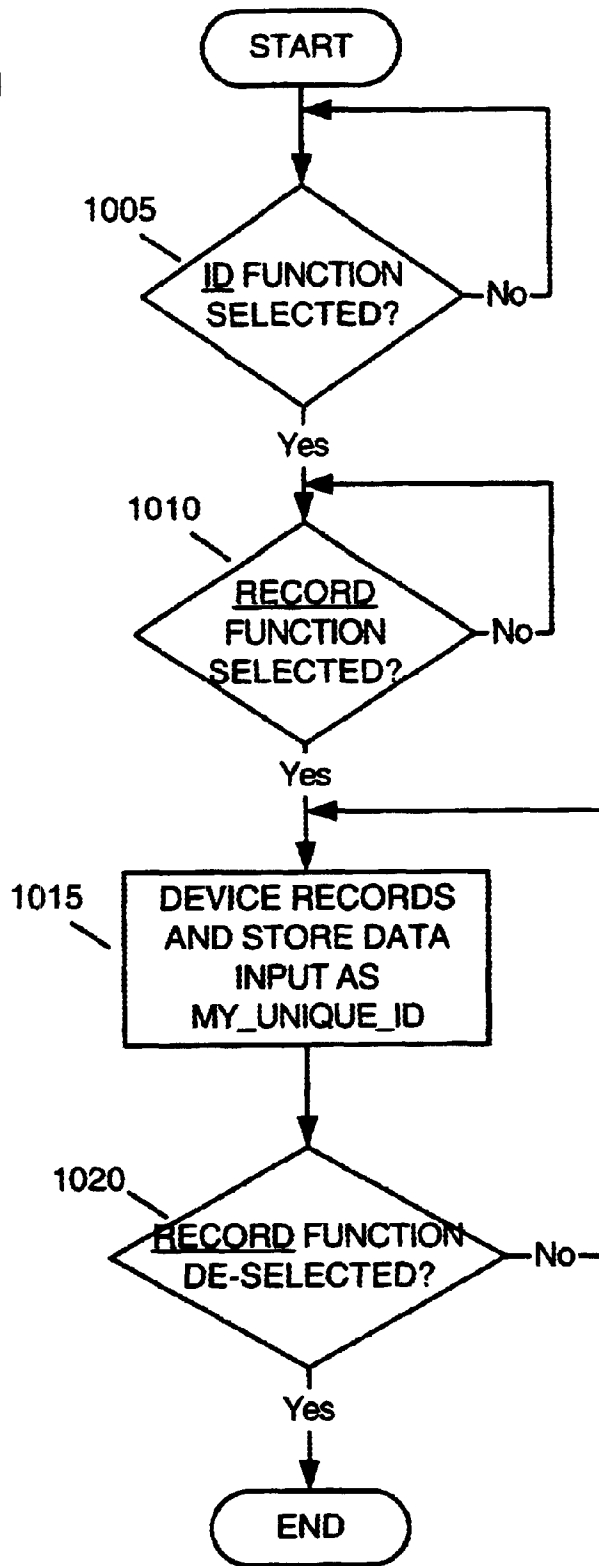 START
1005
ID FUNCTION
SELECTED?
No
Yes
1010
RECORD
FUNCTION
SELECTED?
No
Yes
1015
DEVICE RECORDS
AND STORE DATA
INPUT AS
MY_UNIQUE_ID
1020
RECORD FUNCTION
DE-SELECTED?
No
Yes
END